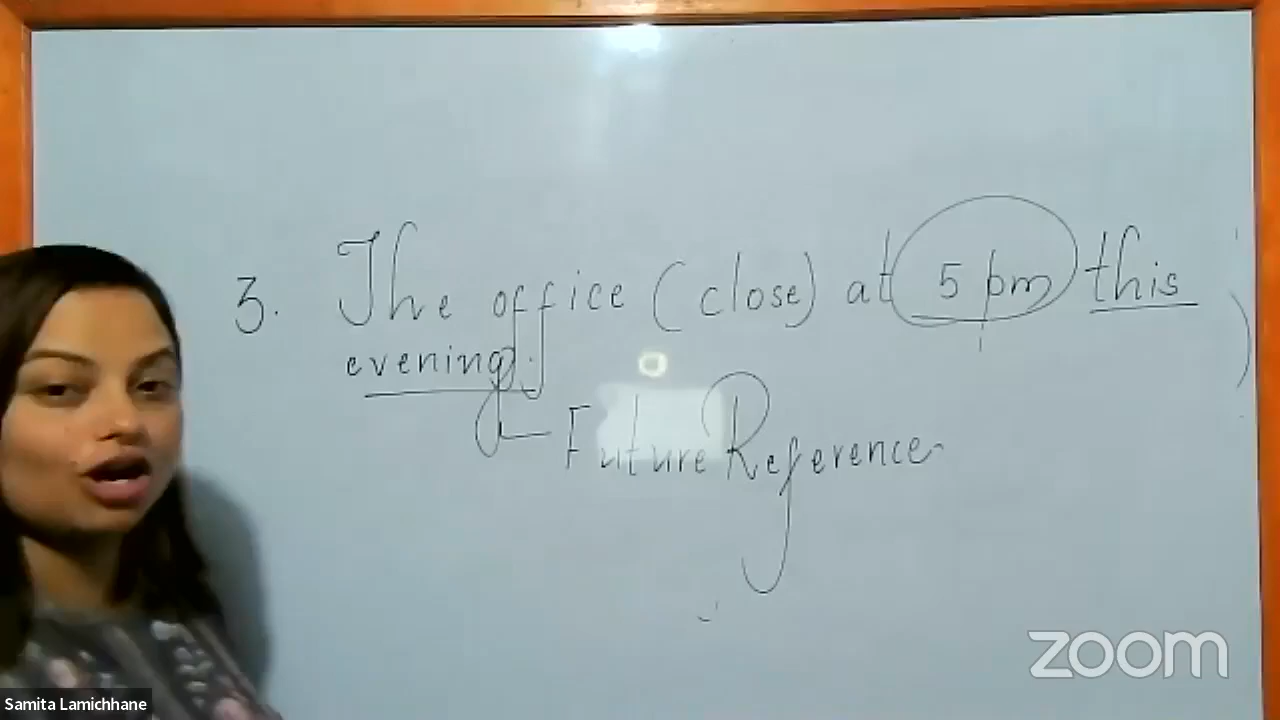 3. The office (close) at 5 pm this
evening.
Future Reference
zoom
Samita Lamichhane